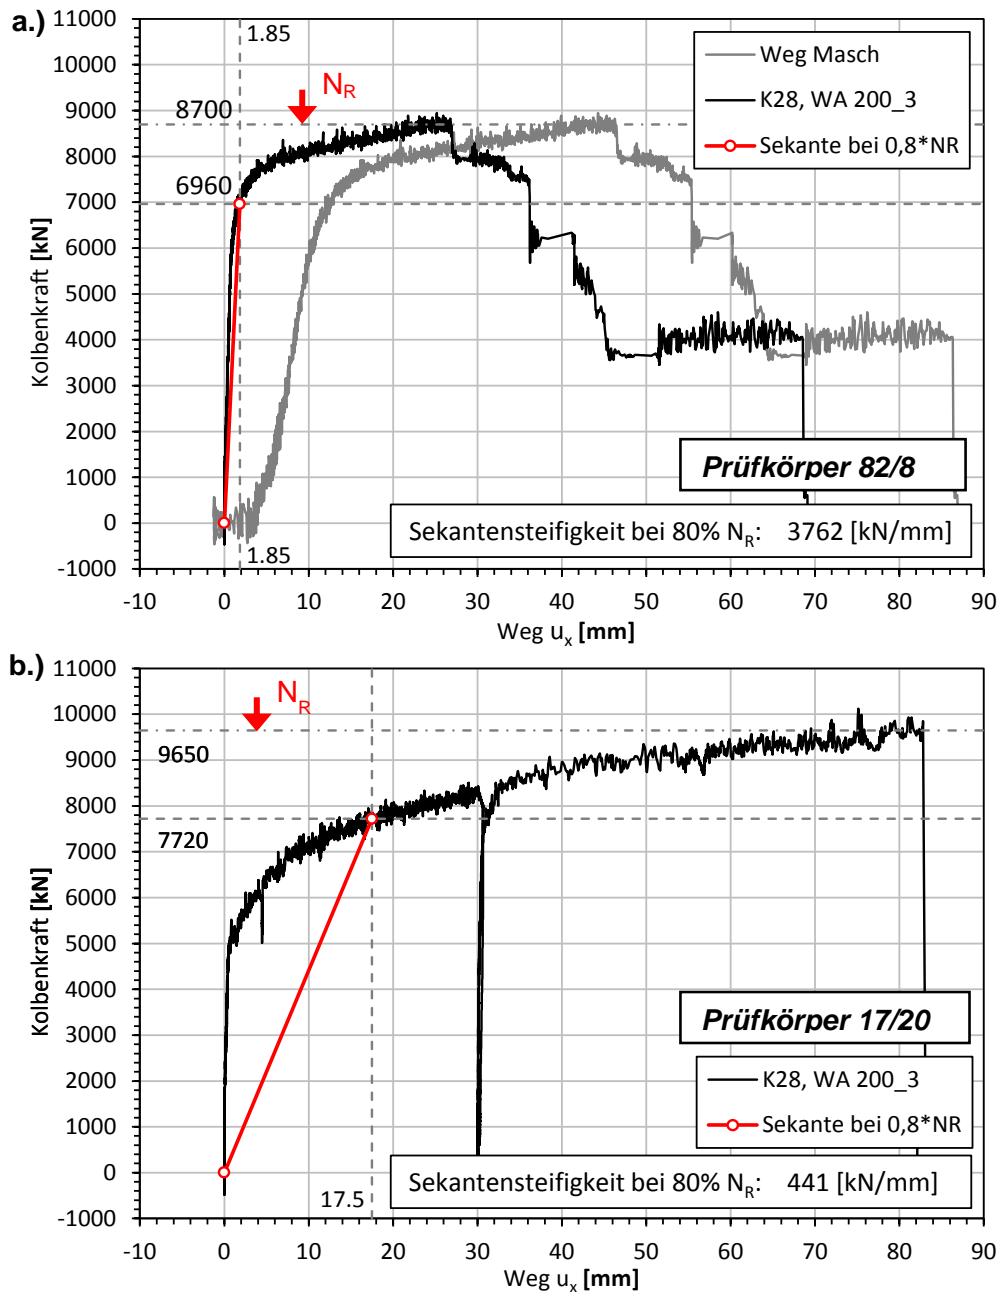 a.)
1.85
11000
10000
9000
8000
7000
6000
5000
4000
3000
2000
1000
0
-1000
8700
6960
N_R
Weg Masch
K28, WA 200_3
Sekante bei 0,8*NR
Kolbenkraft [kN]
Prüfkörper 82/8
Sekantensteifigkeit bei 80% N_R: 3762 [kN/mm]
1.85
-10 0 10 20 30 40 50 60 70 80 90
Weg u_x [mm]
b.)
11000
10000
9000
8000
7000
6000
5000
4000
3000
2000
1000
0
-1000
N_R
9650
7720
Kolbenkraft [kN]
Prüfkörper 17/20
K28, WA 200_3
Sekante bei 0,8*NR
Sekantensteifigkeit bei 80% N_R: 441 [kN/mm]
17.5
-10 0 10 20 30 40 50 60 70 80 90
Weg u_x [mm]